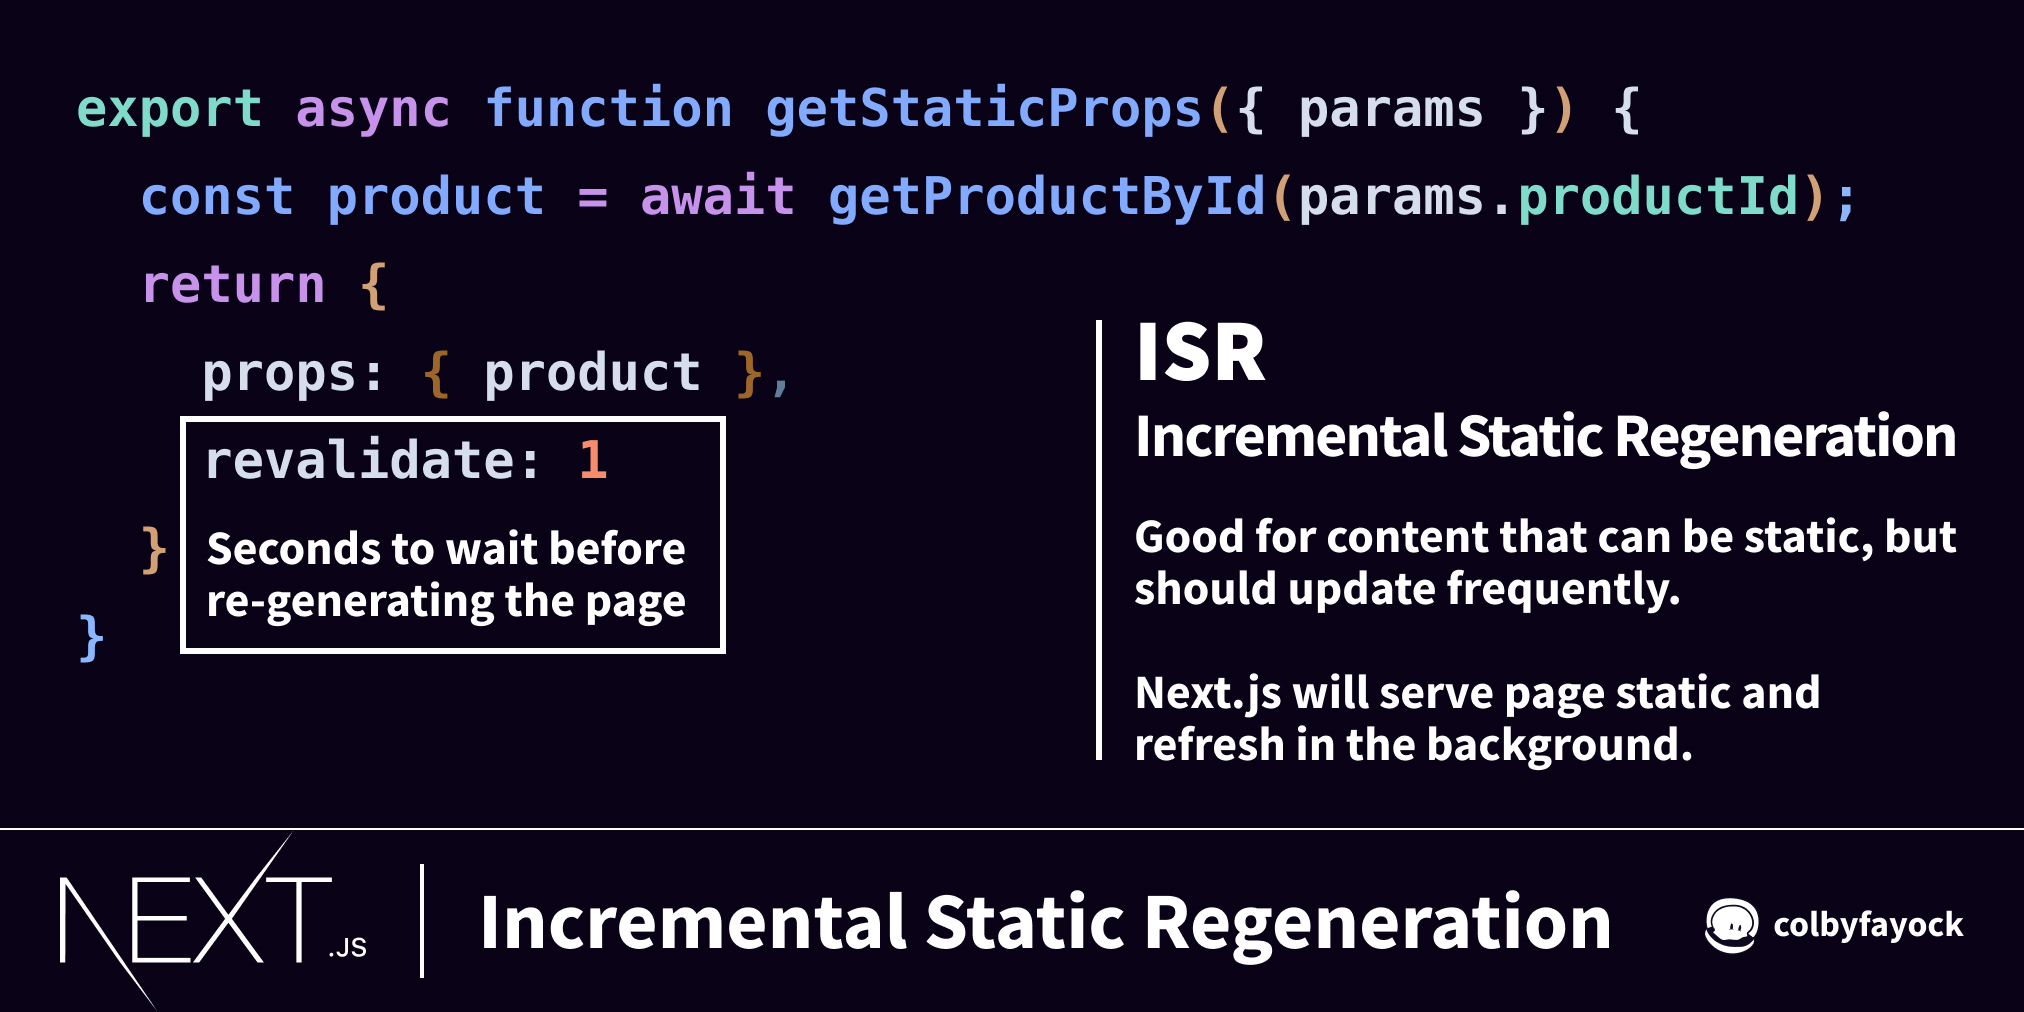 export async function getStaticProps({ params }) {
const product = await getProductById(params.productId);
return {
props: { product },
revalidate: 1
Seconds to wait before
re-generating the page
}
}
ISR
Incremental Static Regeneration
Good for content that can be static, but
should update frequently.
Next.js will serve page static and
refresh in the background.
NEXT.JS
Incremental Static Regeneration
colbyfayock